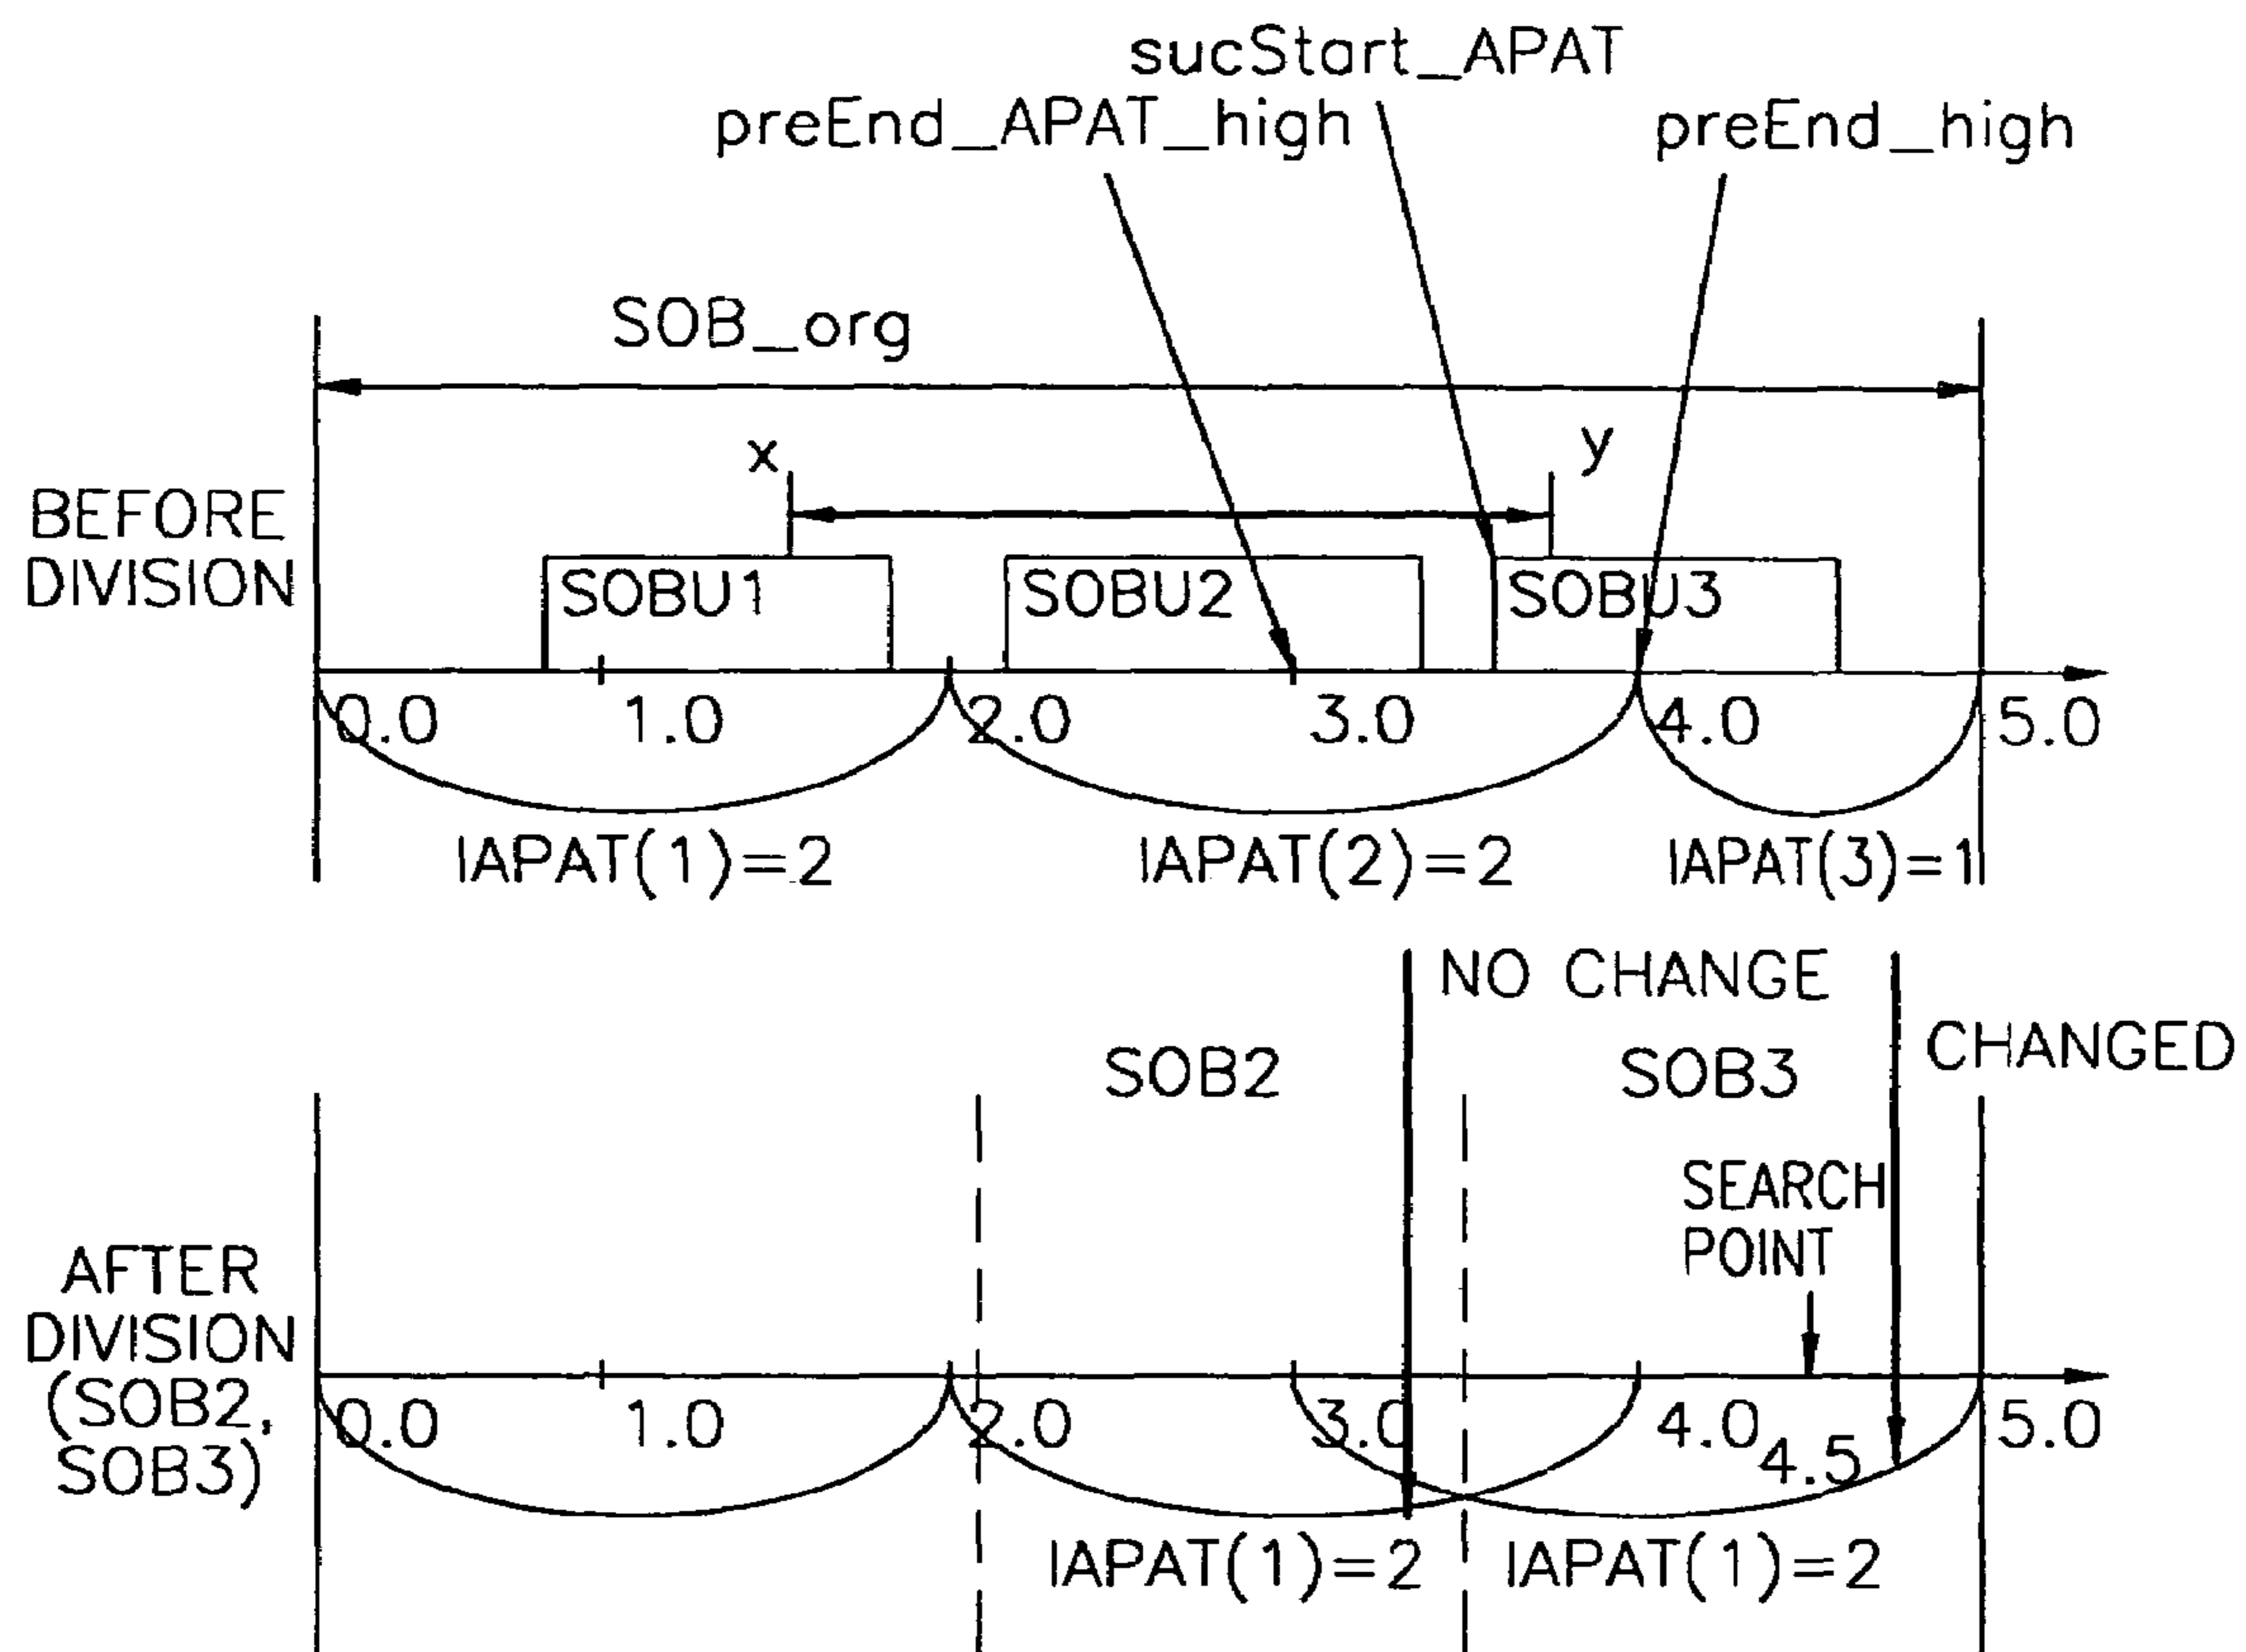 sucStart_APAT
preEnd_APAT_high
preEnd_high
SOB_org
x
y
BEFORE
DIVISION
SOBU1
SOBU2
SOBU3
0.0
1.0
2.0
3.0
4.0
5.0
IAPAT(1)=2
IAPAT(2)=2
IAPAT(3)=1
NO CHANGE
CHANGED
SOB2
SOB3
SEARCH
POINT
AFTER
DIVISION
(SOB2,
SOB3)
0.0
1.0
2.0
3.0
4.0
4.5
5.0
IAPAT(1)=2
IAPAT(1)=2